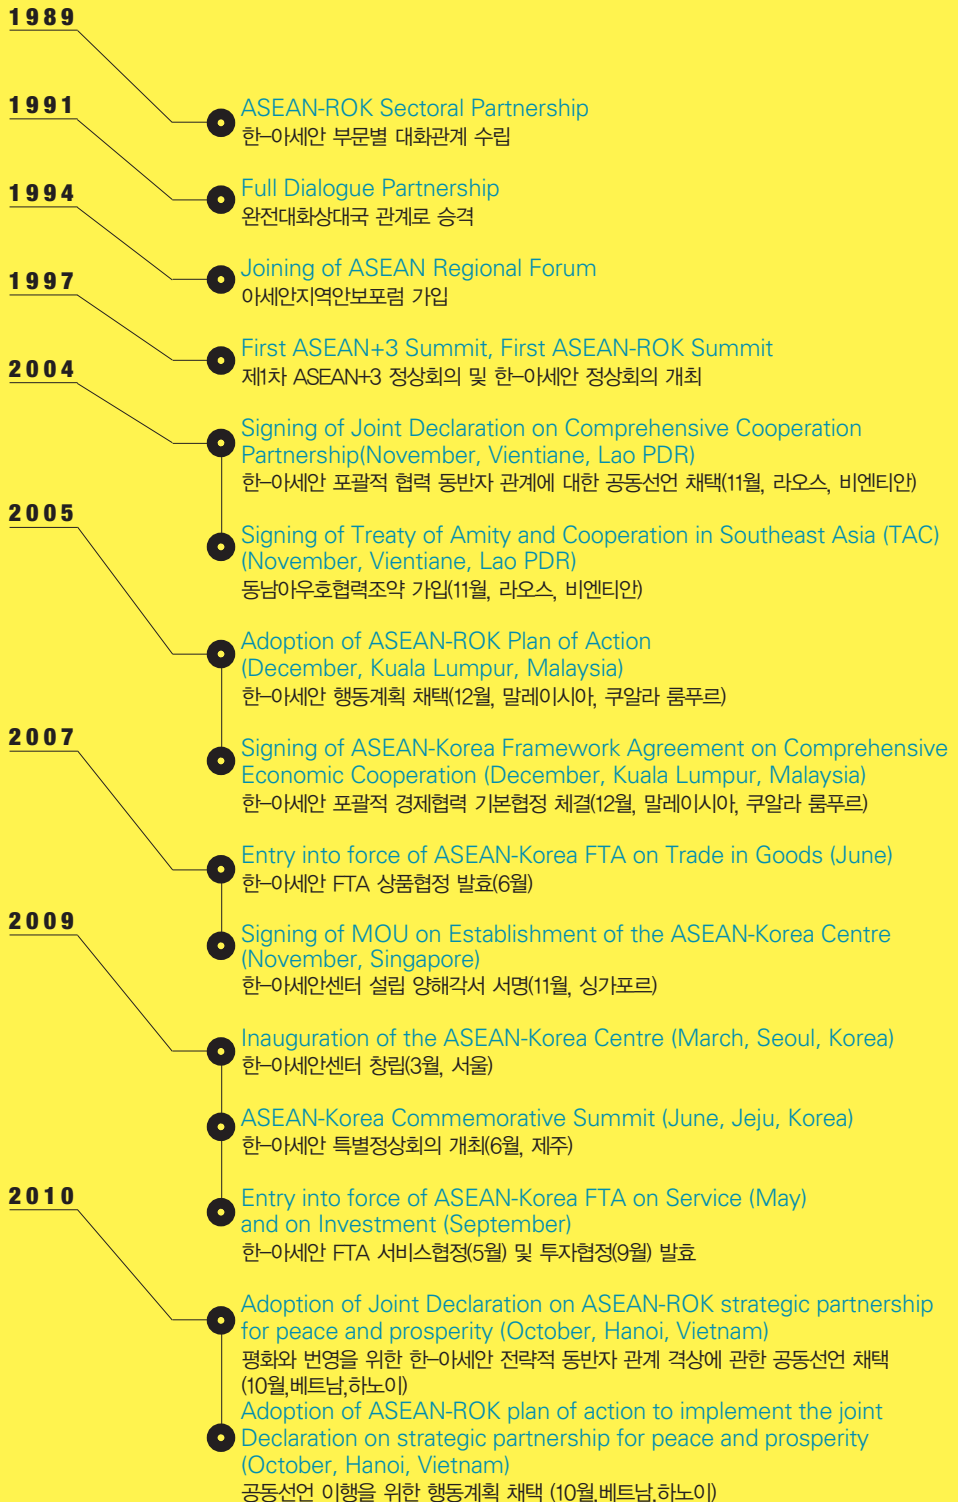 1989
1991
1994
1997
2004
2005
2007
2009
2010
ASEAN-ROK Sectoral Partnership
한-아세안 부문별 대화관계 수립
Full Dialogue Partnership
완전대화상대국 관계로 승격
Joining of ASEAN Regional Forum
아세안지역안보포럼 가입
First ASEAN+3 Summit, First ASEAN-ROK Summit
제1차 ASEAN+3 정상회의 및 한-아세안 정상회의 개최
Signing of Joint Declaration on Comprehensive Cooperation
Partnership(November, Vientiane, Lao PDR)
한-아세안 포괄적 협력 동반자 관계에 대한 공동선언 채택(11월, 라오스, 비엔티안)
Signing of Treaty of Amity and Cooperation in Southeast Asia (TAC)
(November, Vientiane, Lao PDR)
동남아우호협력조약 가입(11월, 라오스, 비엔티안)
Adoption of ASEAN-ROK Plan of Action
(December, Kuala Lumpur, Malaysia)
한-아세안 행동계획 채택(12월, 말레이시아, 쿠알라 룸푸르)
Signing of ASEAN-Korea Framework Agreement on Comprehensive
Economic Cooperation (December, Kuala Lumpur, Malaysia)
한-아세안 포괄적 경제협력 기본협정 체결(12월, 말레이시아, 쿠알라 룸푸르)
Entry into force of ASEAN-Korea FTA on Trade in Goods (June)
한-아세안 FTA 상품협정 발효(6월)
Signing of MOU on Establishment of the ASEAN-Korea Centre
(November, Singapore)
한-아세안센터 설립 양해각서 서명(11월, 싱가포르)
Inauguration of the ASEAN-Korea Centre (March, Seoul, Korea)
한-아세안센터 창립(3월, 서울)
ASEAN-Korea Commemorative Summit (June, Jeju, Korea)
한-아세안 특별정상회의 개최(6월, 제주)
Entry into force of ASEAN-Korea FTA on Service (May)
and on Investment (September)
한-아세안 FTA 서비스협정(5월) 및 투자협정(9월) 발효
Adoption of Joint Declaration on ASEAN-ROK strategic partnership
for peace and prosperity (October, Hanoi, Vietnam)
평화와 번영을 위한 한-아세안 전략적 동반자 관계 격상에 관한 공동선언 채택
(10월,베트남,하노이)
Adoption of ASEAN-ROK plan of action to implement the joint
Declaration on strategic partnership for peace and prosperity
(October, Hanoi, Vietnam)
공동선언 이행을 위한 행동계획 채택 (10월,베트남,하노이)